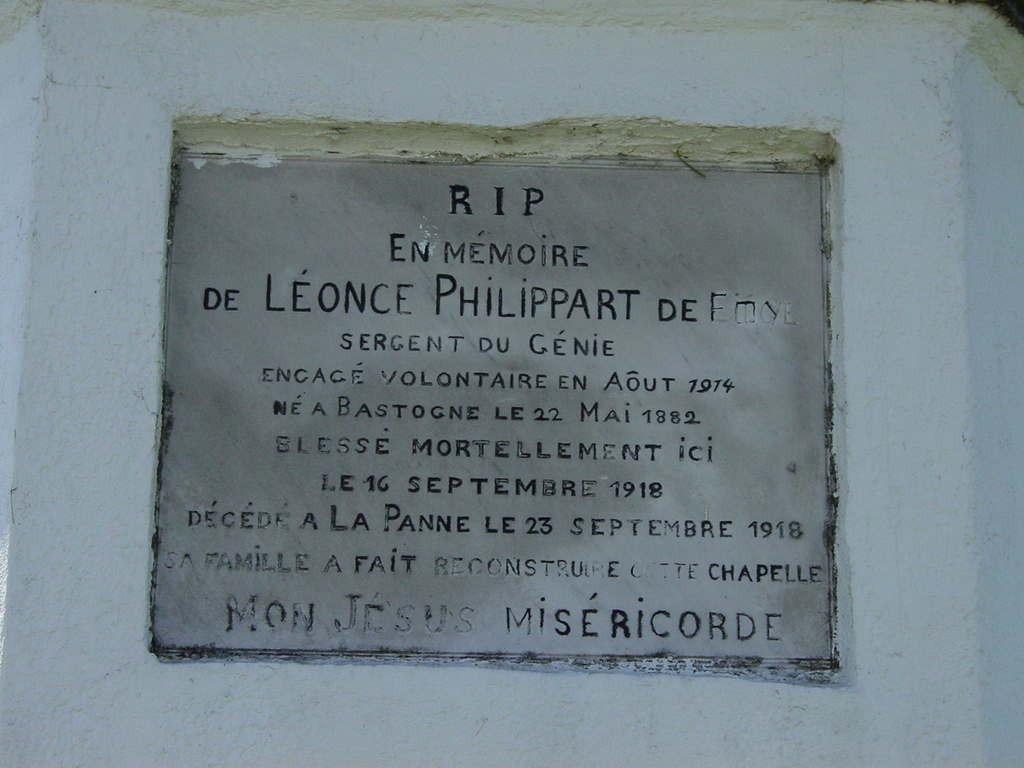 RIP
EN MÉMOIRE
DE LÉONCE PHILIPPART DE
SERGENT DU GÉNIE
ENGAGÉ VOLONTAIRE EN AOÛT 1914
NÉ A BASTOGNE LE 22 MAI 1882
BLESSÉ MORTELLEMENT ICI
LE 16 SEPTEMBRE 1918
DÉCÉDÉ A LA PANNE LE 23 SEPTEMBRE 1918
SA FAMILLE A FAIT RECONSTRUIRE CETTE CHAPELLE
MON JÉSUS MISÉRICORDE